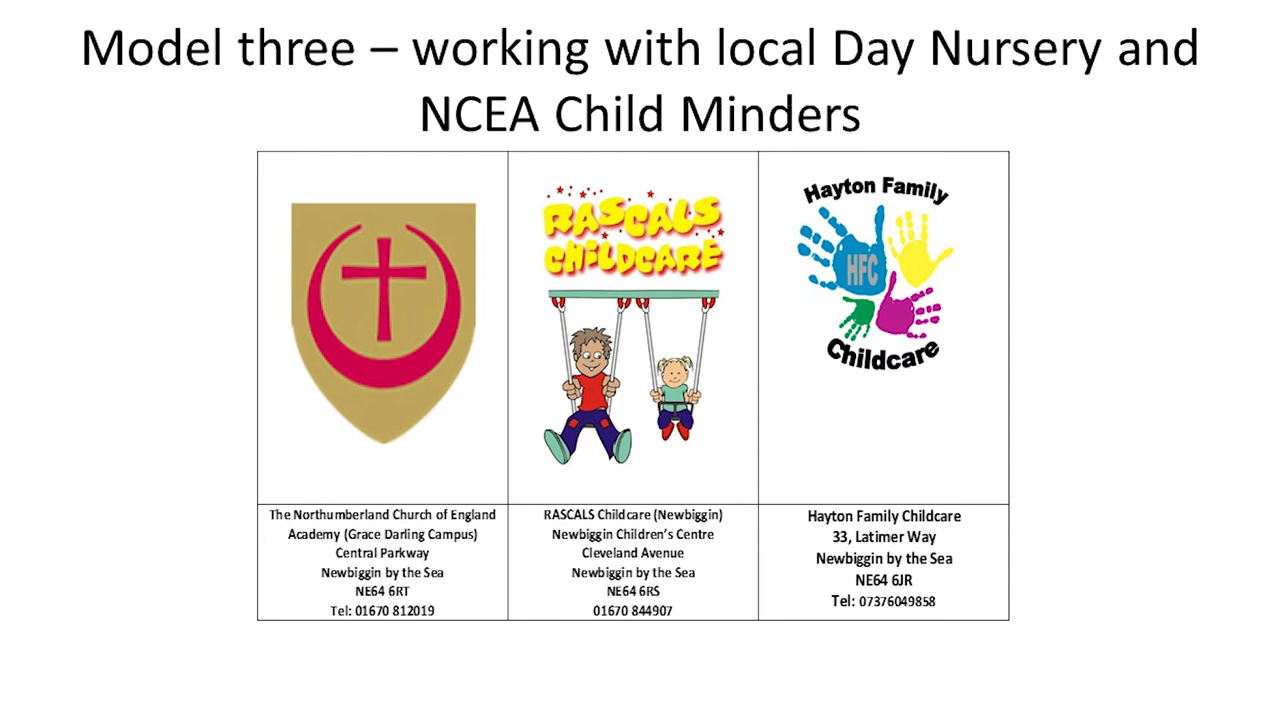 Model three – working with local Day Nursery and
NCEA Child Minders
RASCALS
CHILDCARE
Hayton Family
HFC
Childcare
The Northumberland Church of England
Academy (Grace Darling Campus)
Central Parkway
Newbiggin by the Sea
NE64 6RT
Tel: 01670 812019
RASCALS Childcare (Newbiggin)
Newbiggin Children's Centre
Cleveland Avenue
Newbiggin by the Sea
NE64 6RS
01670 844907
Hayton Family Childcare
33, Latimer Way
Newbiggin by the Sea
NE64 6JR
Tel: 07376049858